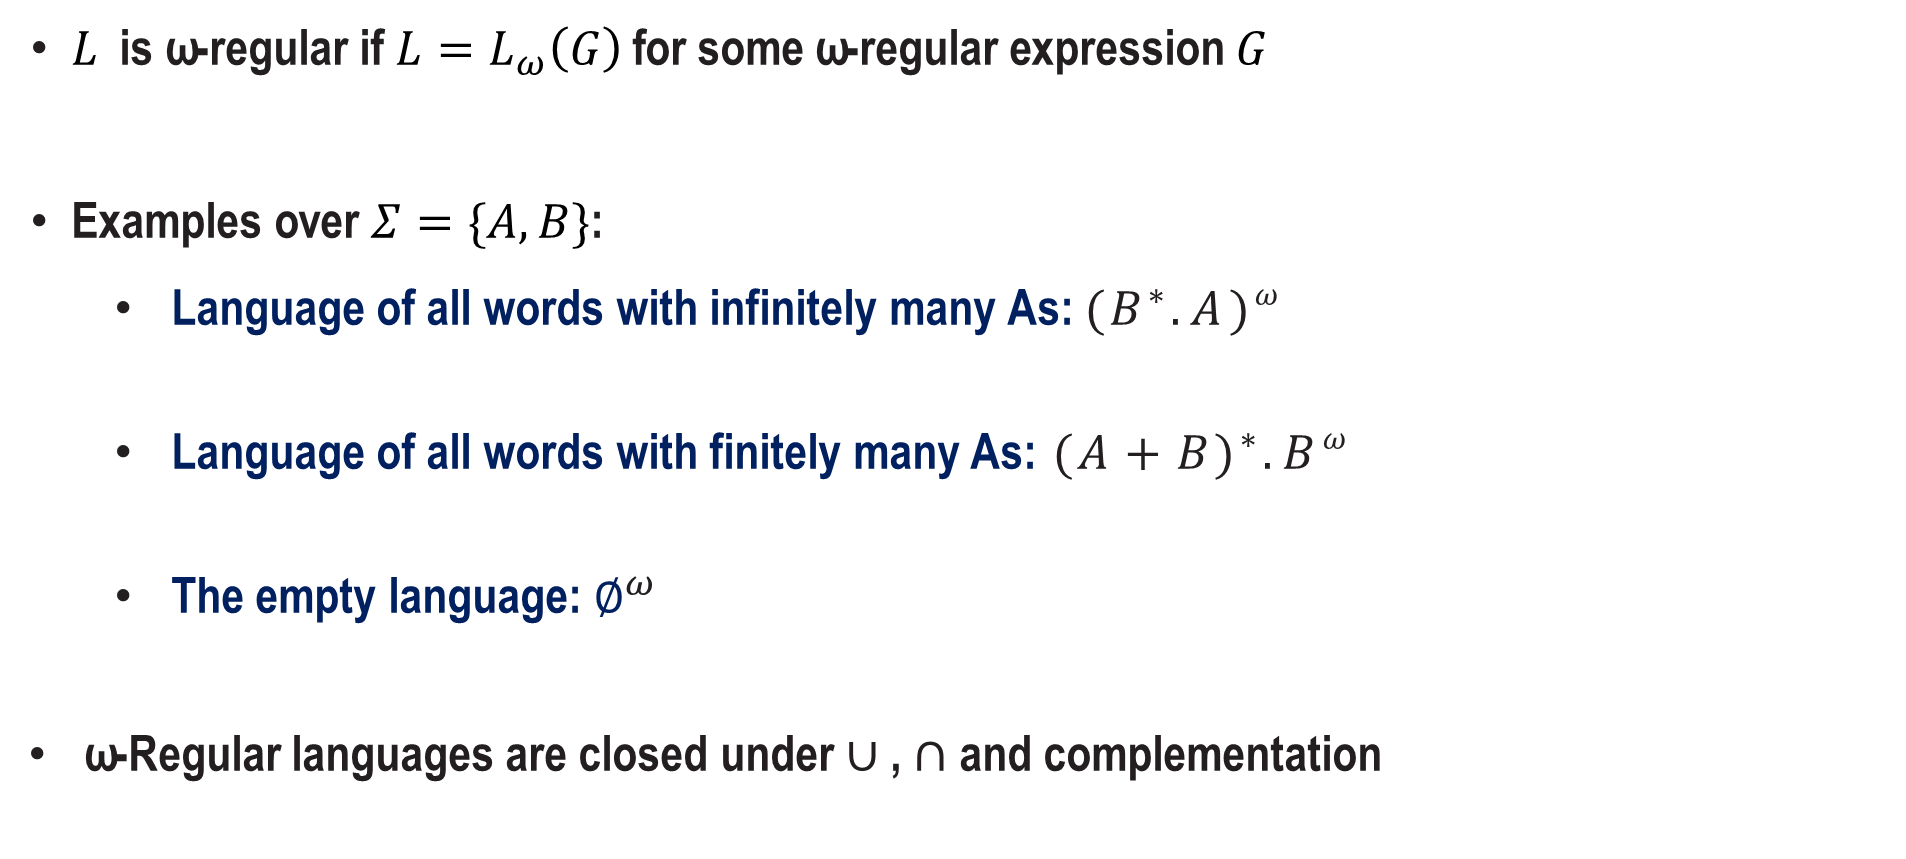 • L is ω-regular if L = Lω(G) for some ω-regular expression G
• Examples over Σ = {A, B}:
• Language of all words with infinitely many As: (B*. A)^ω
• Language of all words with finitely many As: (A + B)*. B^ω
• The empty language: ∅^ω
• ω-Regular languages are closed under ∪ , ∩ and complementation